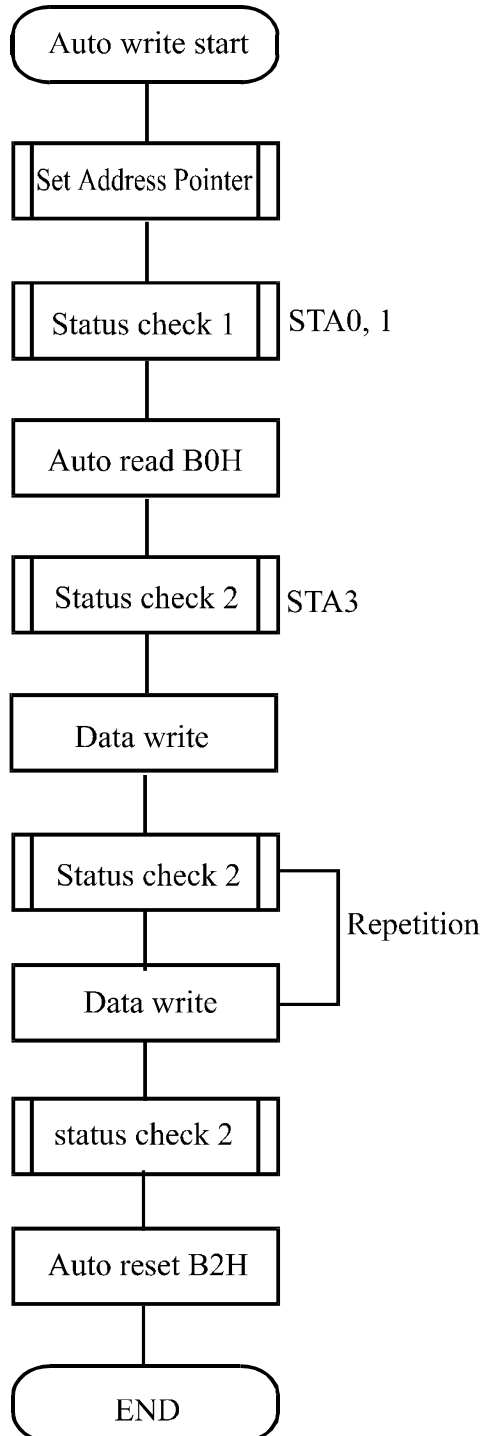 Auto write start
Set Address Pointer
Status check 1
STA0, 1
Auto read B0H
Status check 2
STA3
Data write
Status check 2
Repetition
Data write
status check 2
Auto reset B2H
END